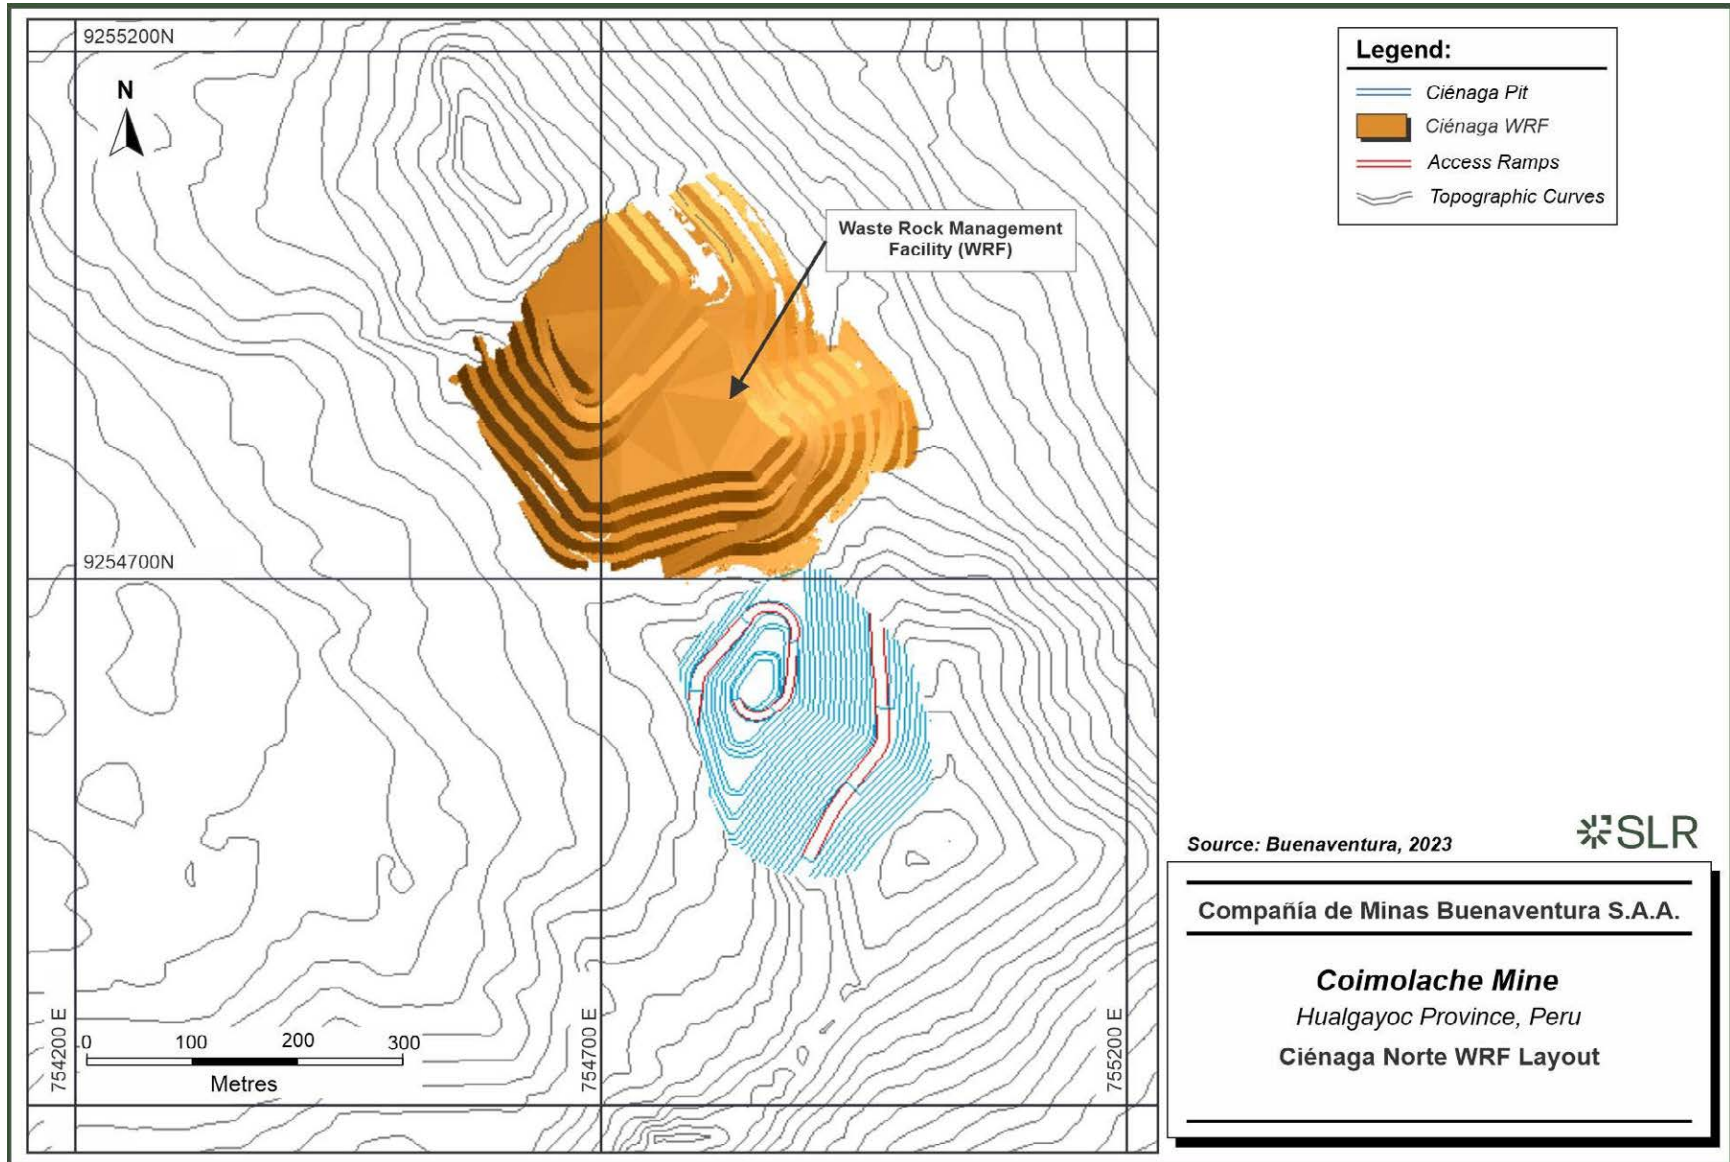 9255200N
N
Waste Rock Management
Facility (WRF)
9254700N
754200 E
754700 E
755200 E
0 100 200 300
Metres
Legend:
Ciénaga Pit
Ciénaga WRF
Access Ramps
Topographic Curves
Source: Buenaventura, 2023
SLR
Compañía de Minas Buenaventura S.A.A.
Coimolache Mine
Hualgayoc Province, Peru
Ciénaga Norte WRF Layout